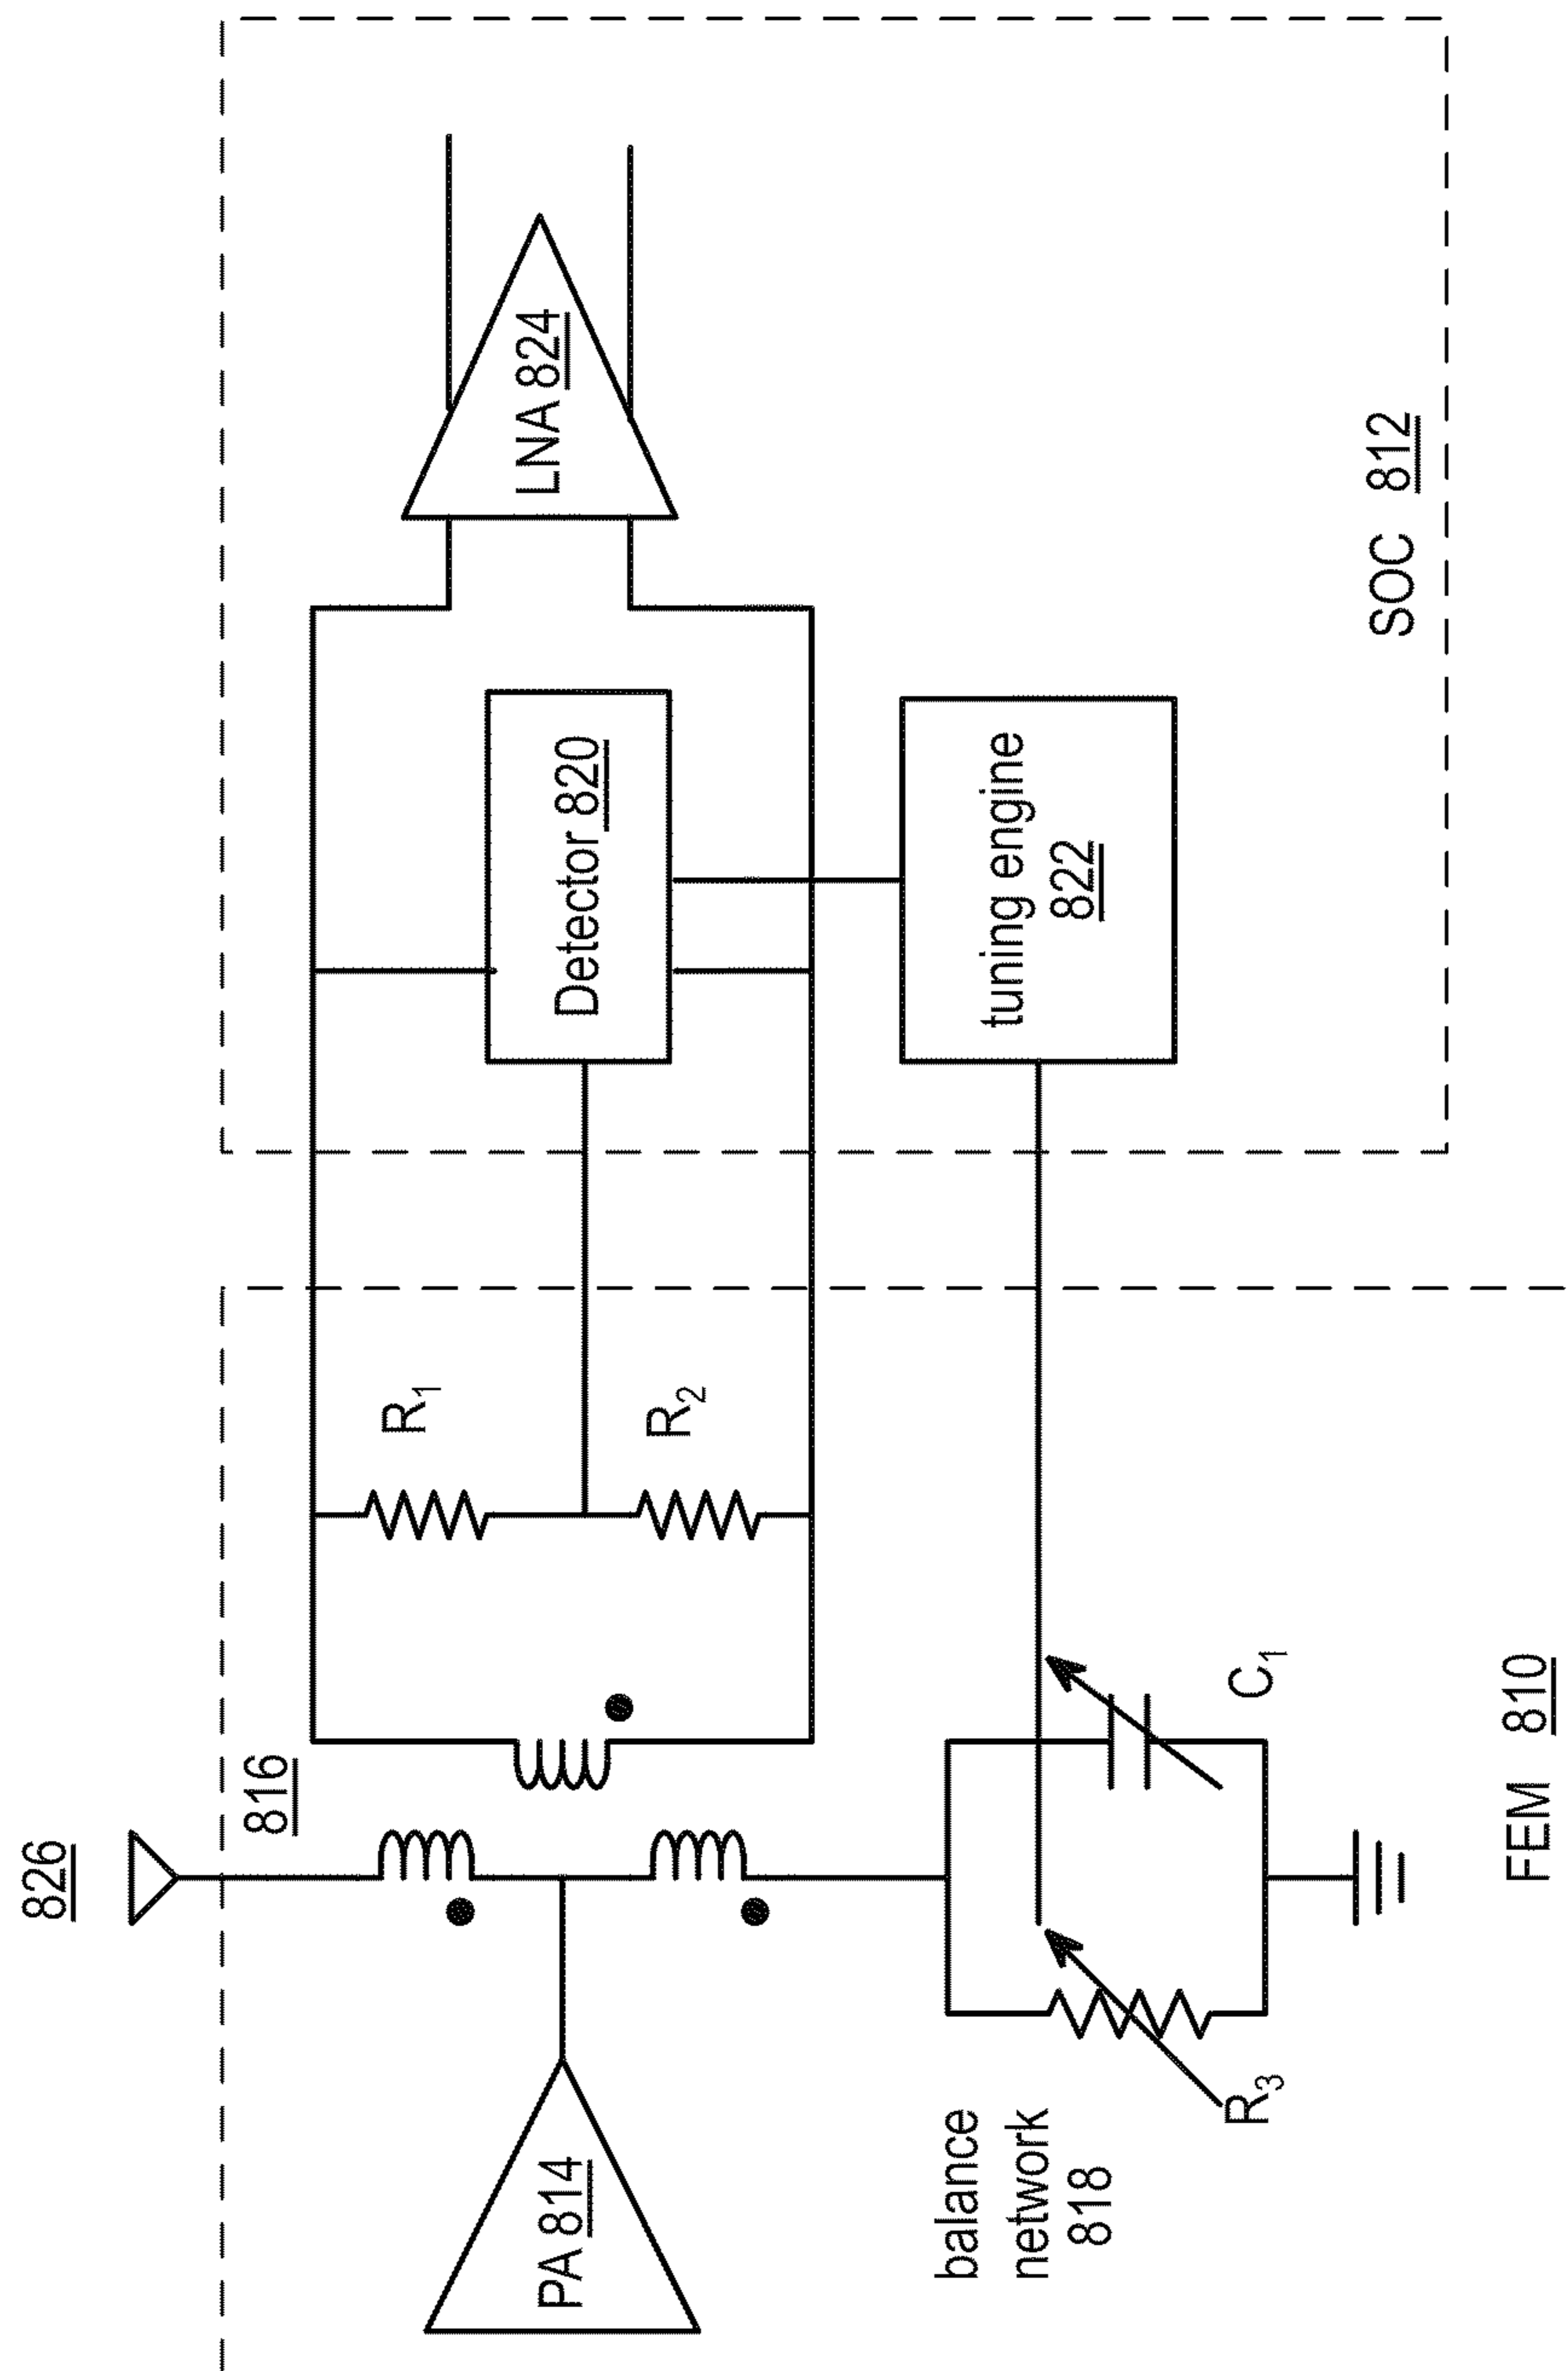 826
816
PA 814
R1
R2
Detector 820
LNA 824
balance
network
818
R3
C1
tuning engine
822
FEM 810
SOC 812